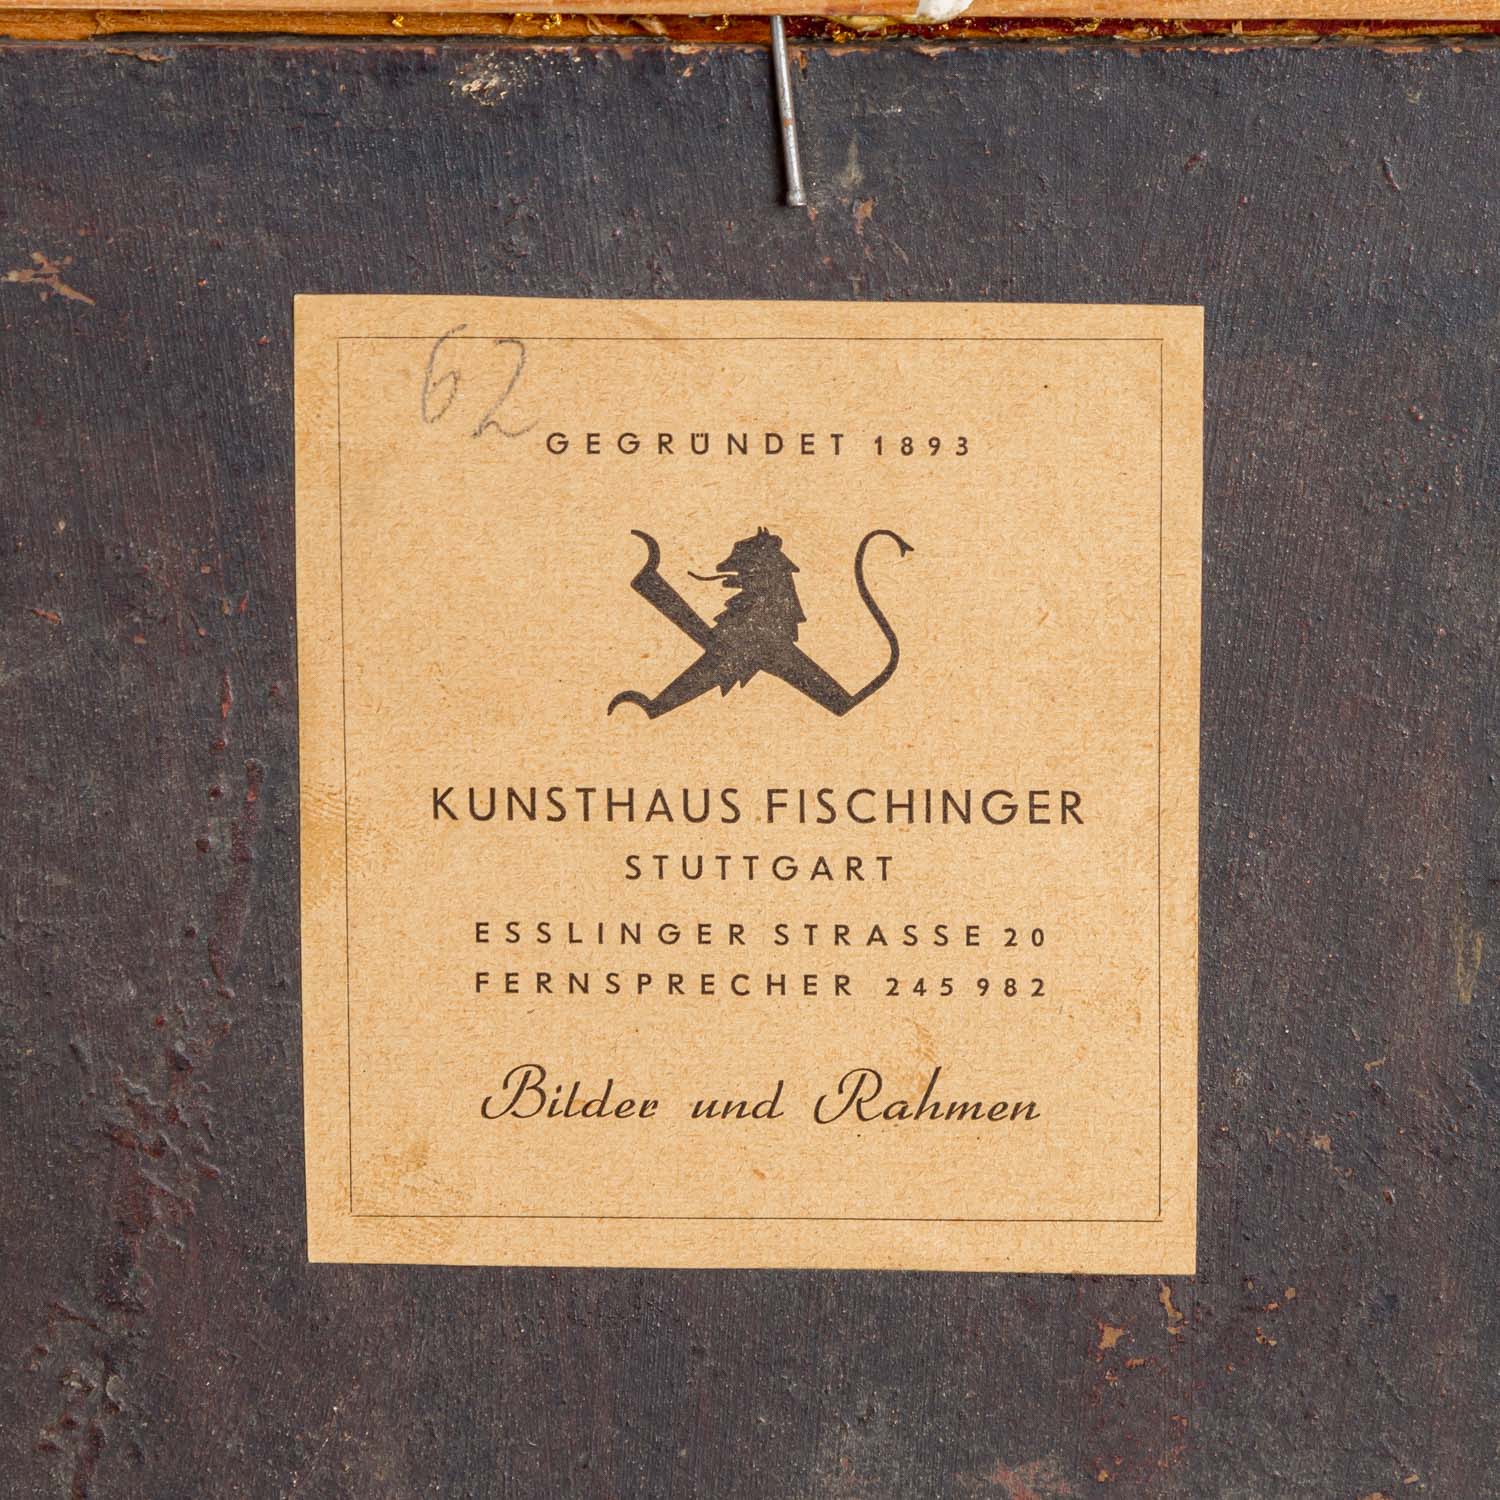 62
GEGRÜNDET 1893
KUNSTHAUS FISCHINGER
STUTTGART
ESSLINGER STRASSE 20
FERNSPRECHER 245 982
Bilder und Rahmen